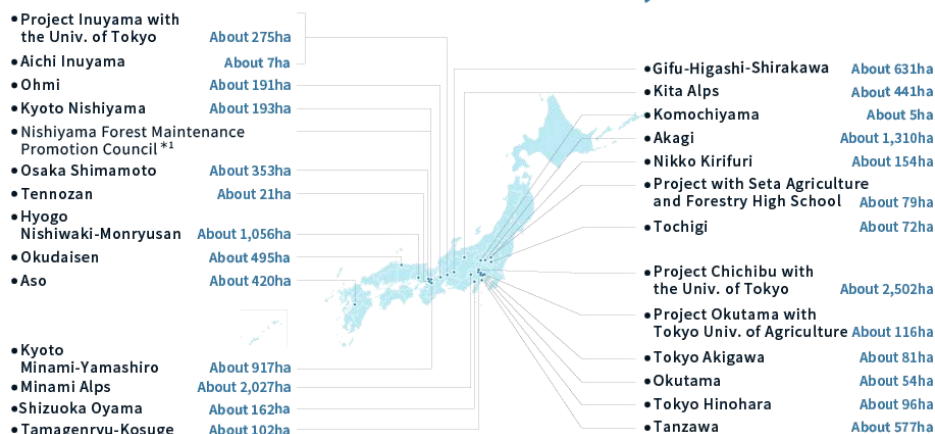 • Project Inuyama with
the Univ. of Tokyo About 275ha
• Aichi Inuyama About 7ha
• Ohmi About 191ha
• Kyoto Nishiyama About 193ha
• Nishiyama Forest Maintenance
Promotion Council *1
• Osaka Shimamoto About 353ha
• Tennozan About 21ha
• Hyogo
Nishiwaki-Monryusan About 1,056ha
• Okudaisen About 495ha
• Aso About 420ha
• Kyoto
Minami-Yamashiro About 917ha
• Minami Alps About 2,027ha
• Shizuoka Oyama About 162ha
• Tamagenryu-Kosuge About 102ha
• Gifu-Higashi-Shirakawa About 631ha
• Kita Alps About 441ha
• Komochiyama About 5ha
• Akagi About 1,310ha
• Nikko Kirifuri About 154ha
• Project with Seta Agriculture
and Forestry High School About 79ha
• Tochigi About 72ha
• Project Chichibu with
the Univ. of Tokyo About 2,502ha
• Project Okutama with
Tokyo Univ. of Agriculture About 116ha
• Tokyo Akigawa About 81ha
• Okutama About 54ha
• Tokyo Hinohara About 96ha
• Tanzawa About 577ha